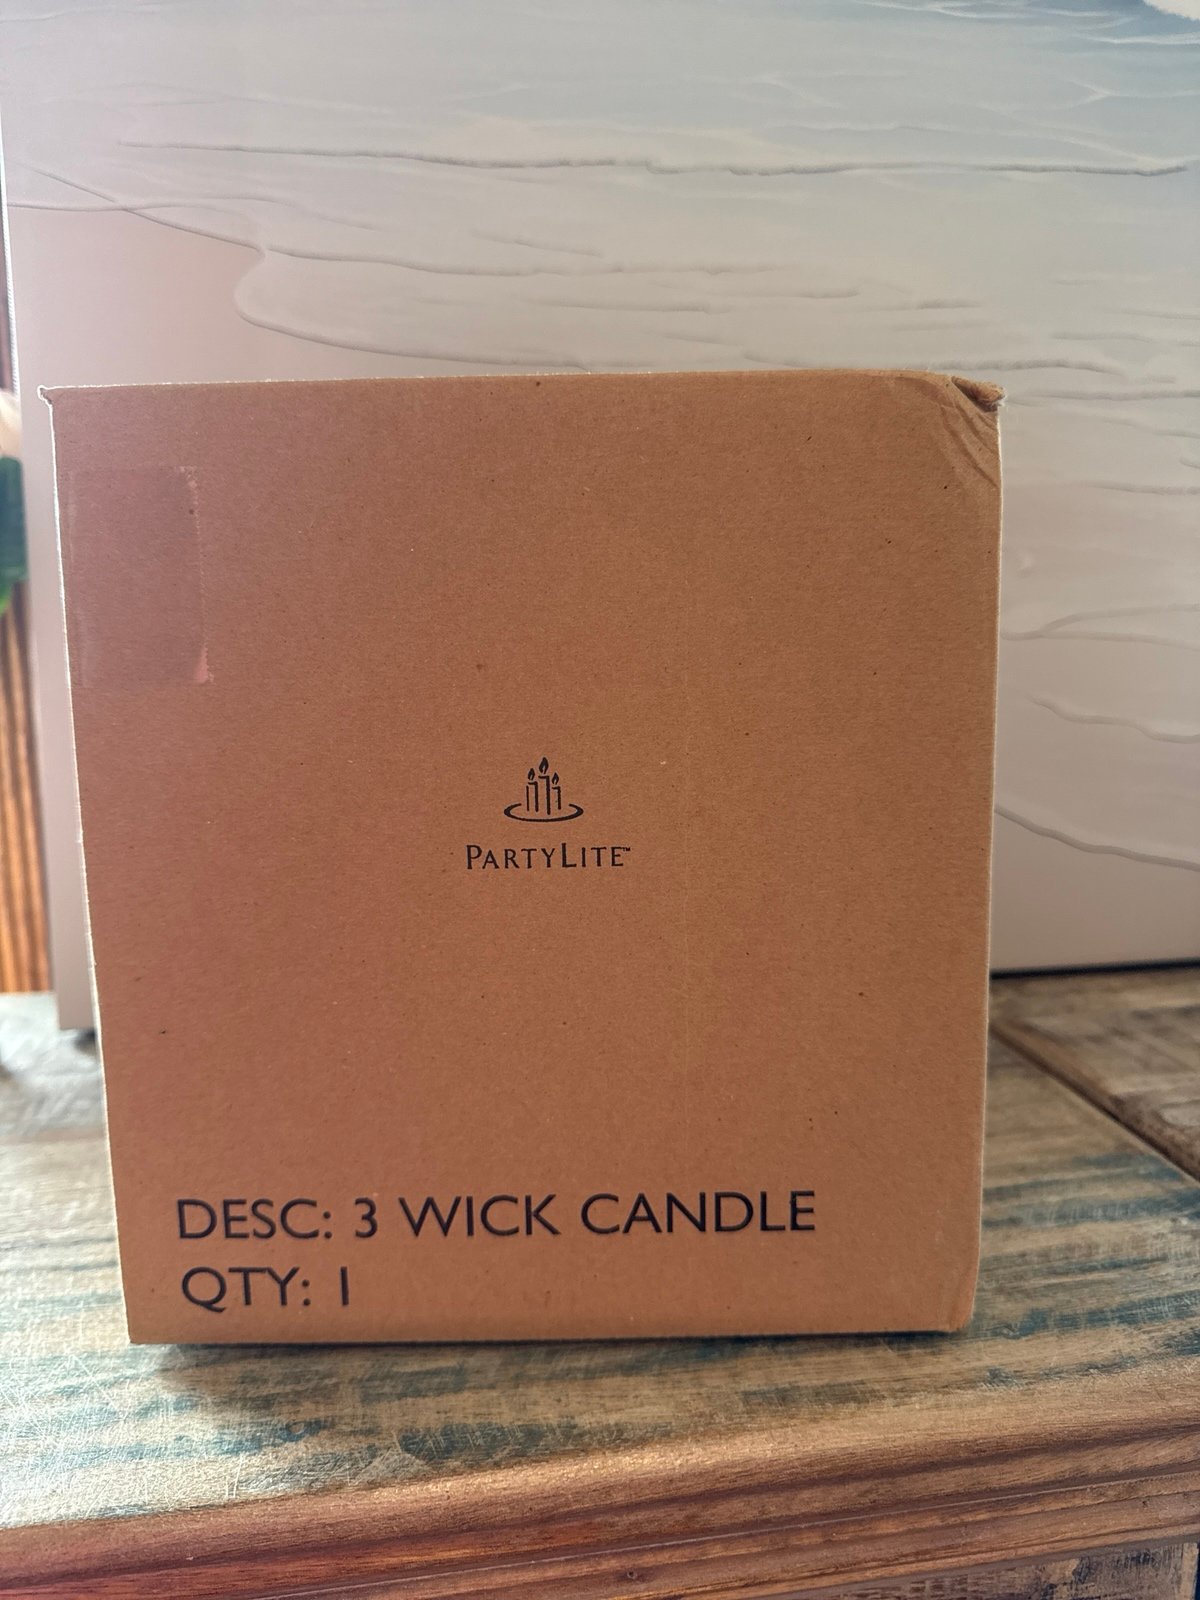 PARTYLITE™
DESC: 3 WICK CANDLE
QTY: 1